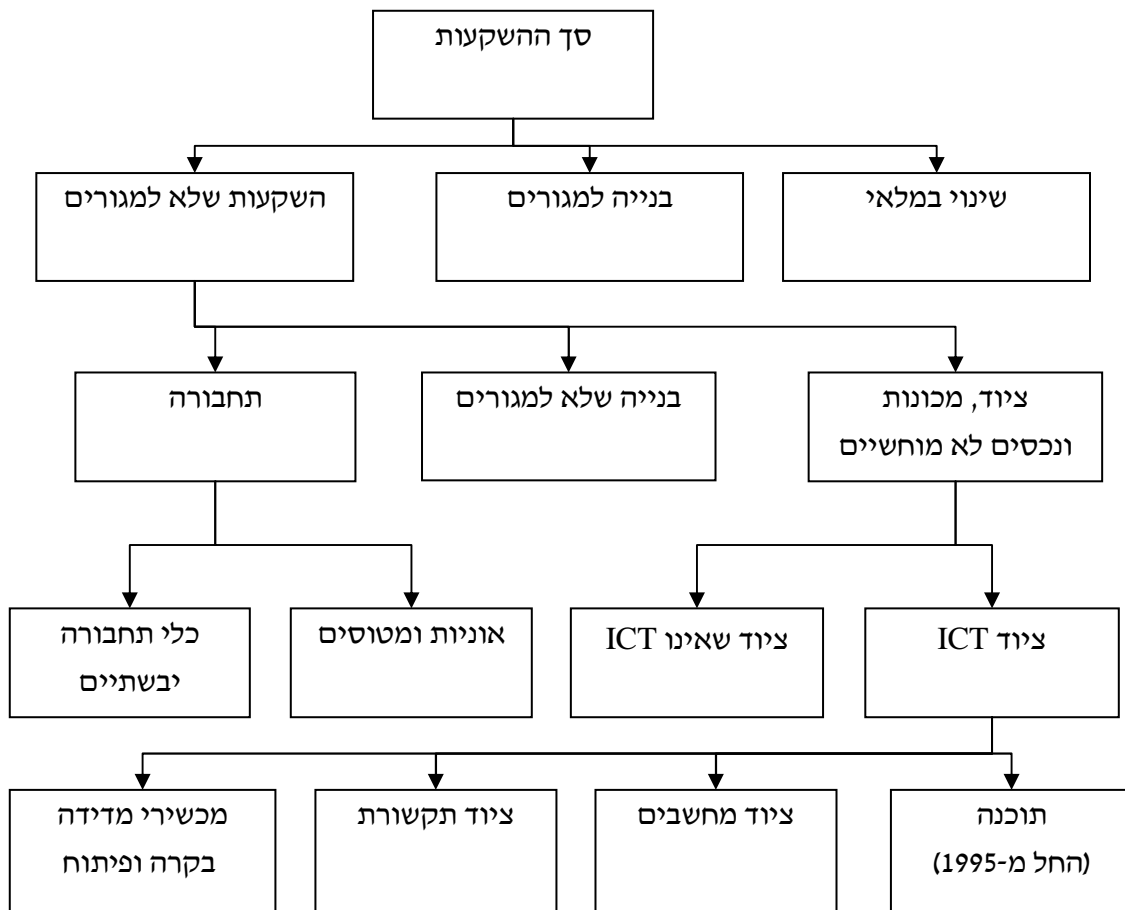 סך ההשקעות
שינוי במלאי
בנייה למגורים
השקעות שלא למגורים
ציוד, מכונות
ונכסים לא מוחשיים
בנייה שלא למגורים
תחבורה
ציוד ICT
ציוד שאינו ICT
אוניות ומטוסים
כלי תחבורה
יבשתיים
תוכנה
(החל מ-1995)
ציוד מחשבים
ציוד תקשורת
מכשירי מדידה
בקרה ופיתוח